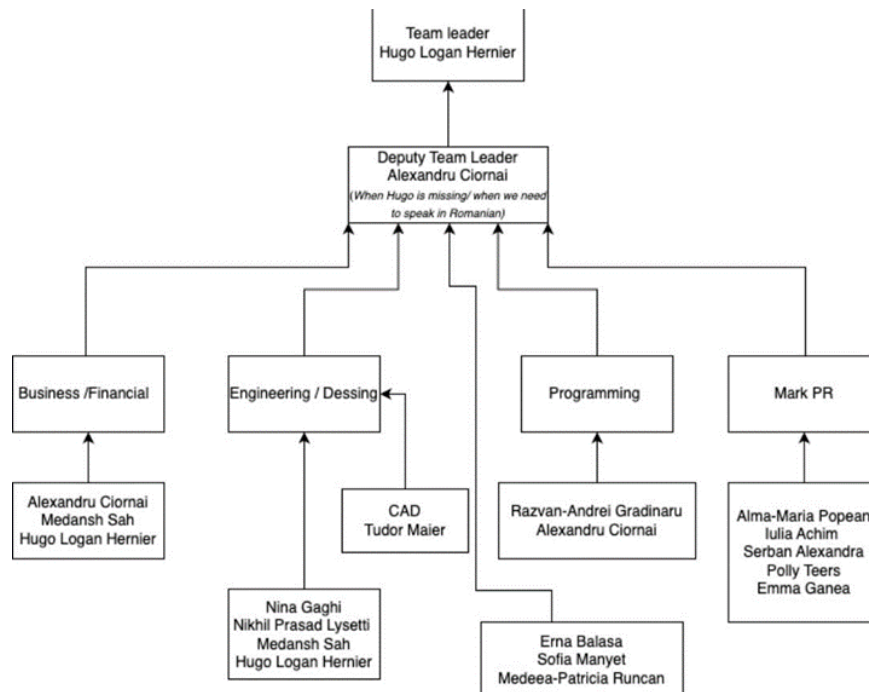 Team leader
Hugo Logan Hernier
Deputy Team Leader
Alexandru Ciornai
(When Hugo is missing/ when we need
to speak in Romanian)
Business /Financial
Engineering / Dessing
Programming
Mark PR
Alexandru Ciornai
Medansh Sah
Hugo Logan Hernier
CAD
Tudor Maier
Razvan-Andrei Gradinaru
Alexandru Ciornai
Alma-Maria Popean
Iulia Achim
Serban Alexandra
Polly Teers
Emma Ganea
Nina Gaghi
Nikhil Prasad Lysetti
Medansh Sah
Hugo Logan Hernier
Erna Balasa
Sofia Manyet
Medeea-Patricia Runcan